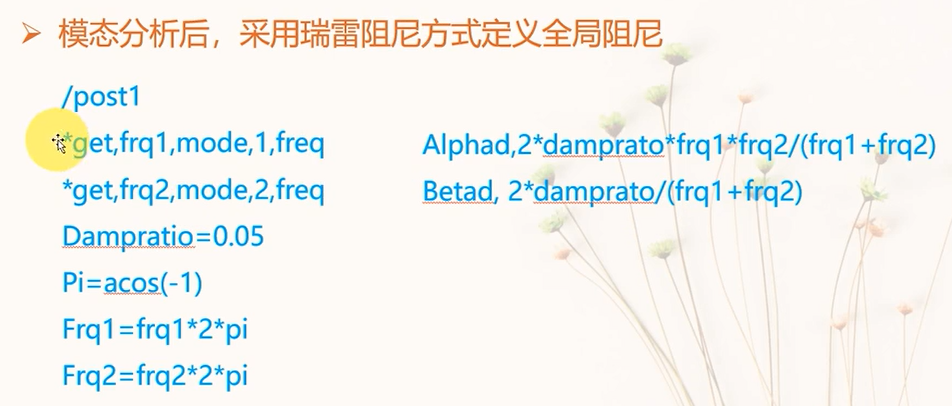 模态分析后，采用瑞雷阻尼方式定义全局阻尼
/post1
*get,frq1,mode,1,freq
*get,frq2,mode,2,freq
Dampratio=0.05
Pi=acos(-1)
Frq1=frq1*2*pi
Frq2=frq2*2*pi
Alphad,2*damprato*frq1*frq2/(frq1+frq2)
Betad, 2*damprato/(frq1+frq2)